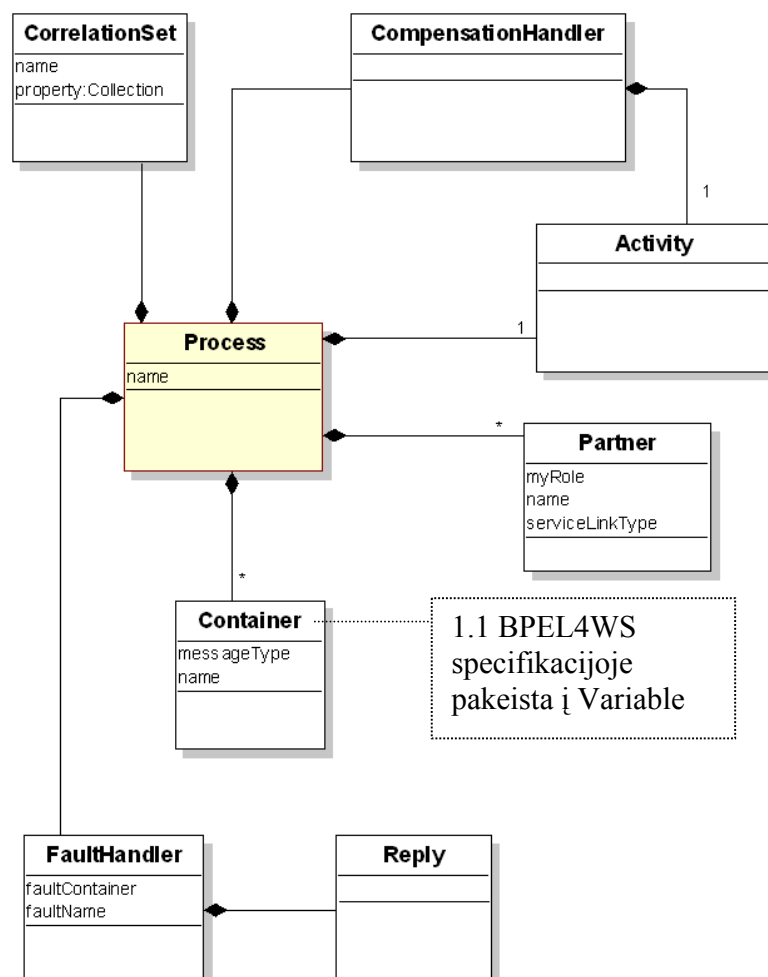 CorrelationSet
name
property:Collection
CompensationHandler
1
Activity
Process
name
1
*
Partner
myRole
name
serviceLinkType
*
Container
messageType
name
1.1 BPEL4WS
specifikacijoje
pakeista į Variable
FaultHandler
faultContainer
faultName
Reply